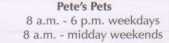 Pete's Pets
8 a.m. - 6 p.m. weekdays
8 a.m. - midday weekends